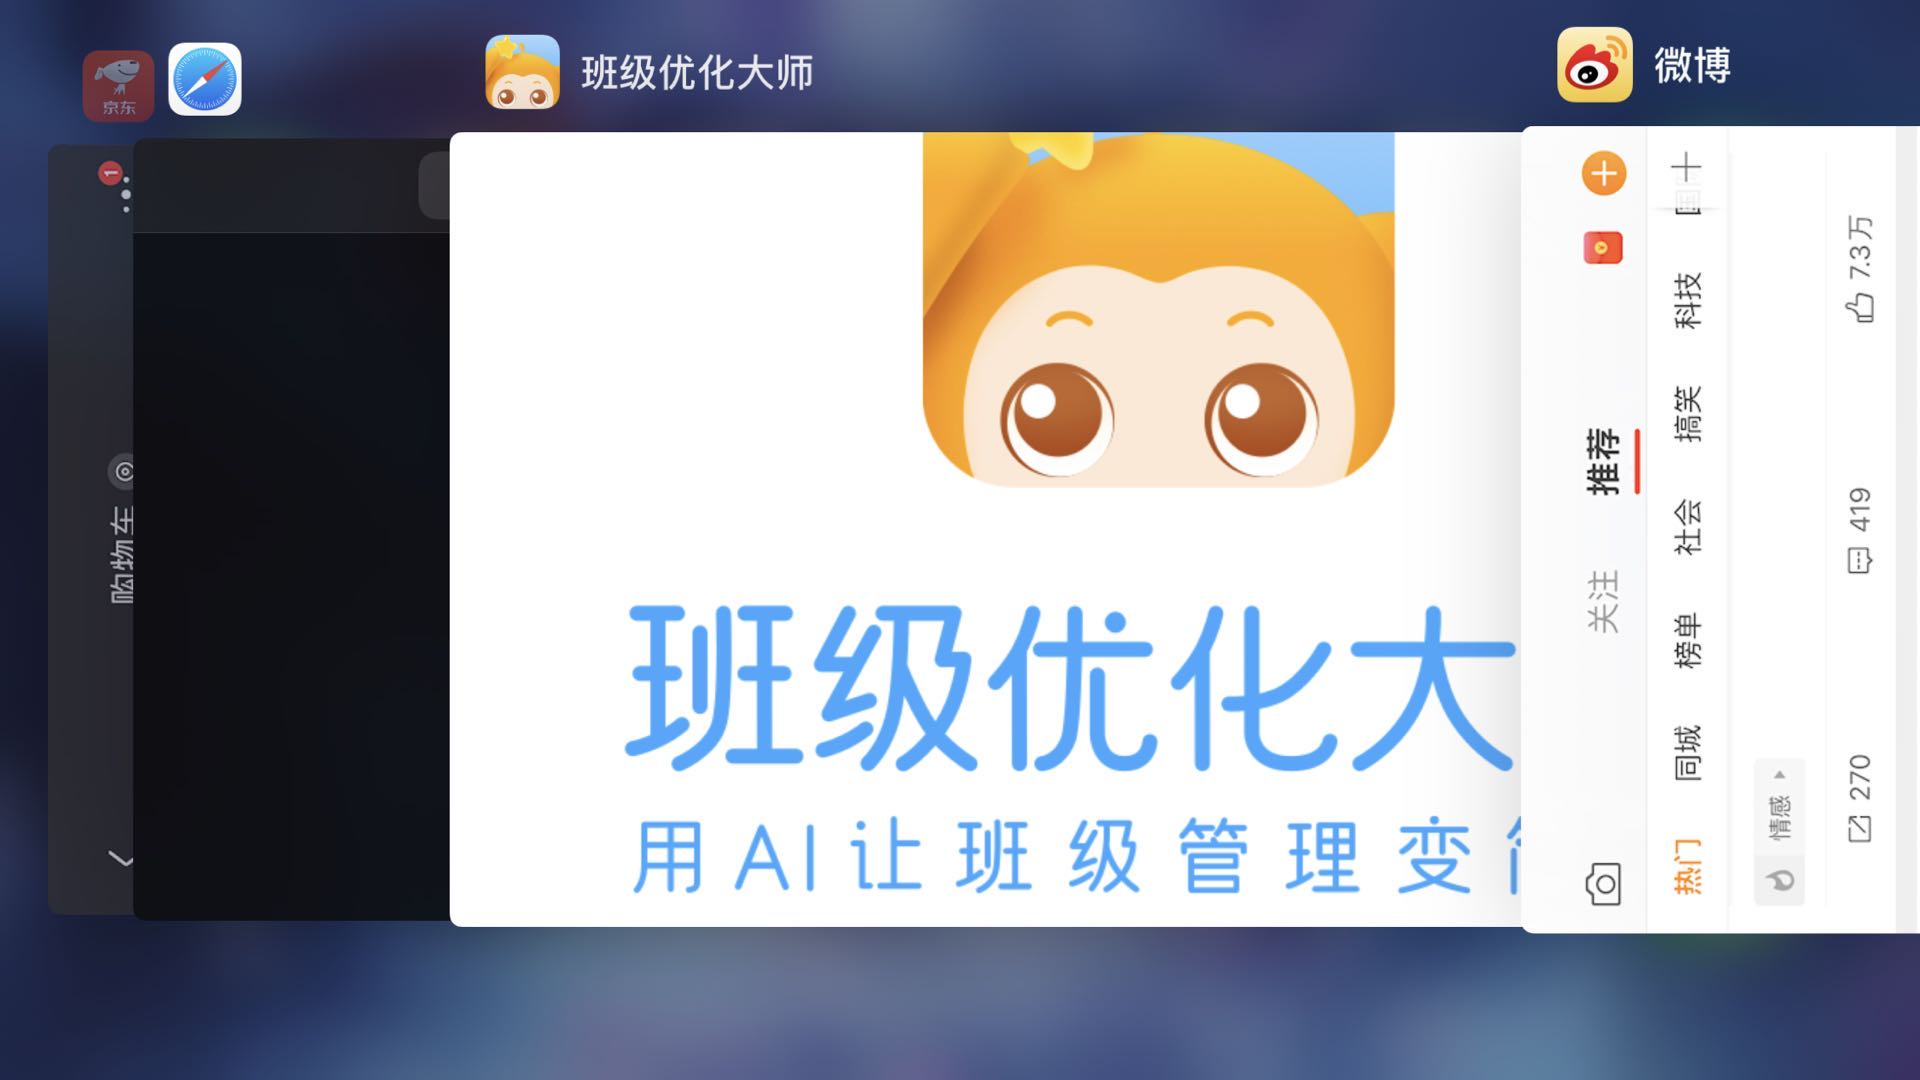 京东
班级优化大师
微博
1
购物车
班级优化大
用AI让班级管理变
关注
推荐
热门
同城
榜单
社会
搞笑
科技
情感
270
419
7.3万